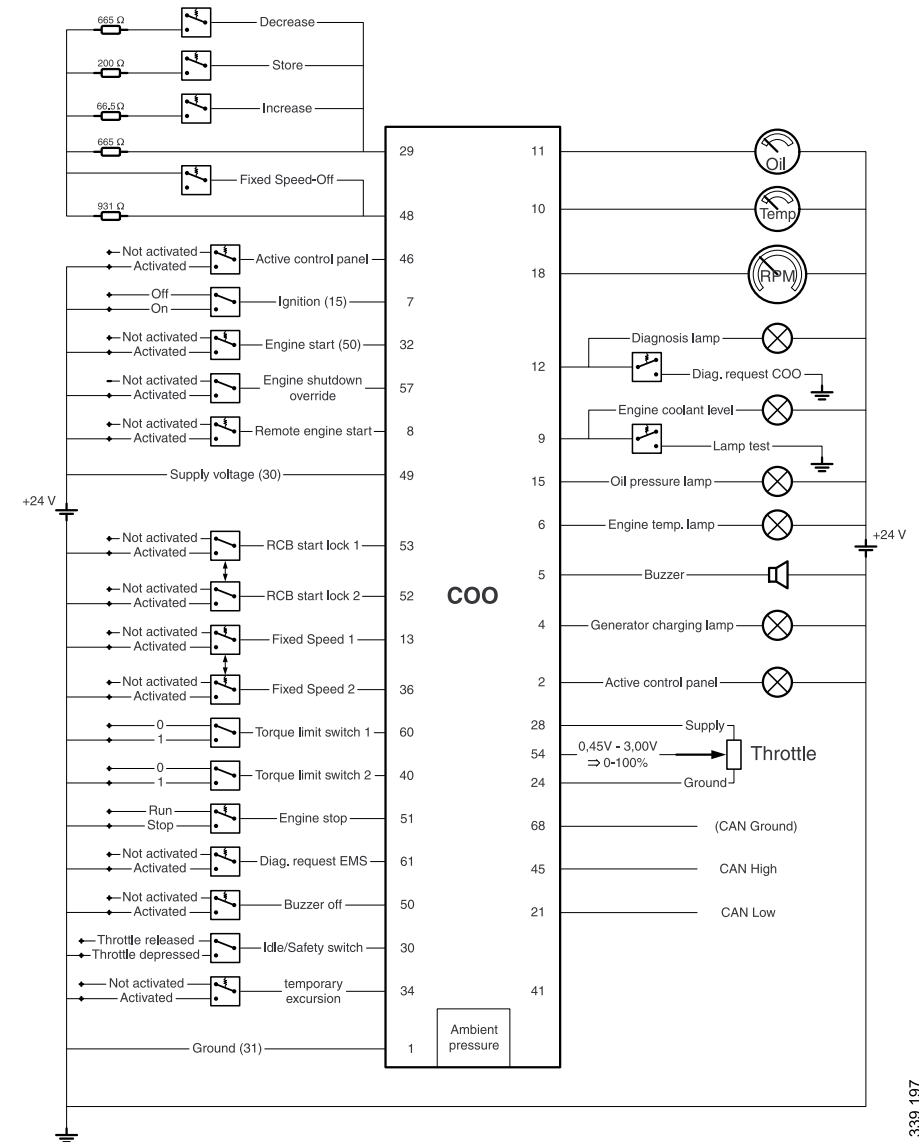 665 Ω
Decrease
200 Ω
Store
66.5 Ω
Increase
665 Ω
29
Fixed Speed-Off
931 Ω
48
Not activated
Activated
Active control panel
46
Off
On
Ignition (15)
7
Not activated
Activated
Engine start (50)
32
Not activated
Activated
Engine shutdown
override
57
Not activated
Activated
Remote engine start
8
Supply voltage (30)
49
+24 V
Not activated
Activated
RCB start lock 1
53
Not activated
Activated
RCB start lock 2
52
Not activated
Activated
Fixed Speed 1
13
Not activated
Activated
Fixed Speed 2
36
0
1
Torque limit switch 1
60
0
1
Torque limit switch 2
40
Run
Stop
Engine stop
51
Not activated
Activated
Diag. request EMS
61
Not activated
Activated
Buzzer off
50
Throttle released
Throttle depressed
Idle/Safety switch
30
Not activated
Activated
temporary
excursion
34
Ground (31)
1
COO
Ambient
pressure
11
Oil
10
Temp
18
RPM
12
Diagnosis lamp
Diag. request COO
9
Engine coolant level
Lamp test
15
Oil pressure lamp
6
Engine temp. lamp
+24 V
5
Buzzer
4
Generator charging lamp
2
Active control panel
28
Supply
54
0,45V - 3,00V
⇒ 0-100%
Throttle
24
Ground
68
(CAN Ground)
45
CAN High
21
CAN Low
41
339 197